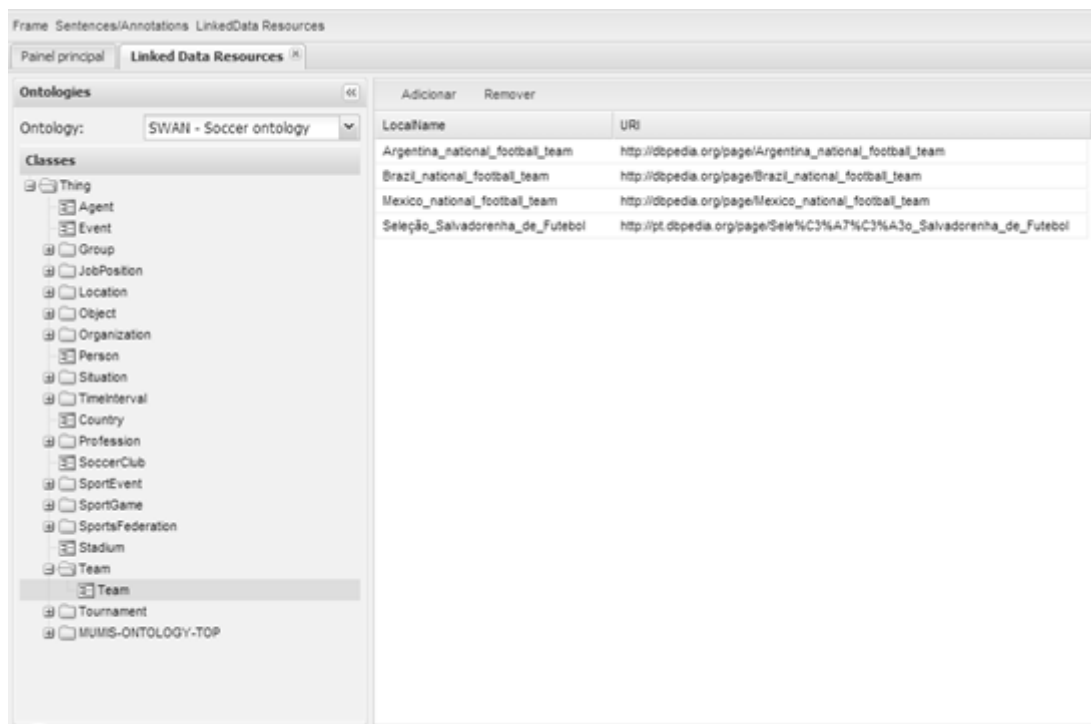 Frame Sentences/Annotations LinkedData Resources
Painel principal Linked Data Resources
Ontologies
Ontology: SWAN - Soccer ontology
Classes
Thing
Agent
Event
Group
JobPosition
Location
Object
Organization
Person
Situation
TimeInterval
Country
Profession
SoccerClub
SportEvent
SportGame
SportsFederation
Stadium
Team
Team
Tournament
MUMIS-ONTOLOGY-TOP
Adicionar Remover
LocalName URI
Argentina_national_football_team http://dbpedia.org/page/Argentina_national_football_team
Brazil_national_football_team http://dbpedia.org/page/Brazil_national_football_team
Mexico_national_football_team http://dbpedia.org/page/Mexico_national_football_team
Seleção_Salvadorenha_de_Futebol http://pt.dbpedia.org/page/Sele%C3%A7%C3%A3o_Salvadorenha_de_Futebol